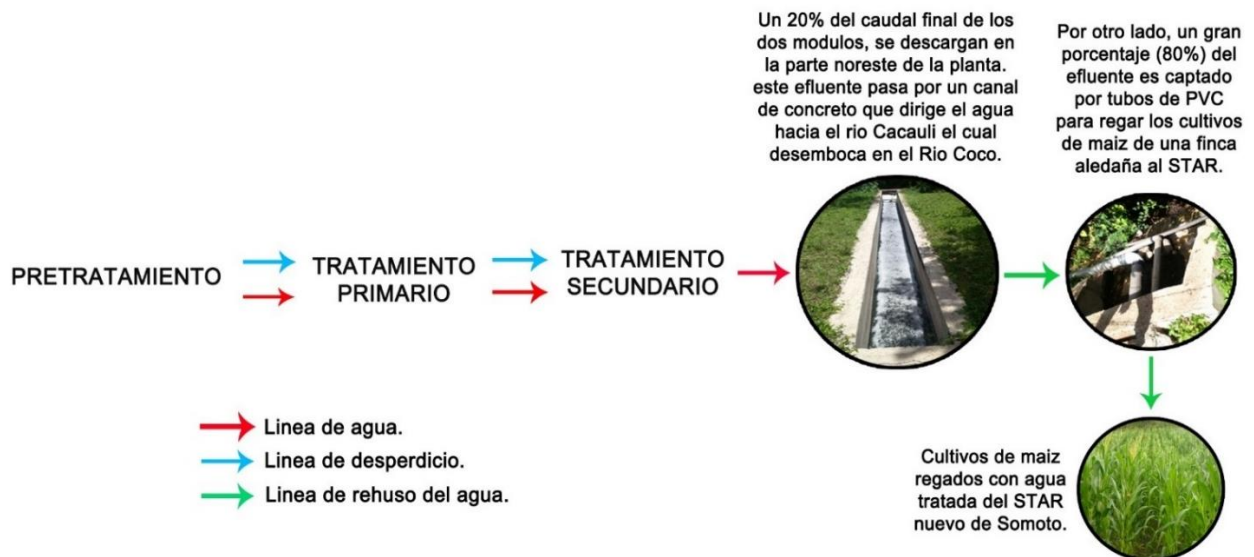 Un 20% del caudal final de los
dos modulos, se descargan en
la parte noreste de la planta.
este efluente pasa por un canal
de concreto que dirige el agua
hacia el rio Cacauli el cual
desemboca en el Rio Coco.
Por otro lado, un gran
porcentaje (80%) del
efluente es captado
por tubos de PVC
para regar los cultivos
de maiz de una finca
aledaña al STAR.
PRETRATAMIENTO
TRATAMIENTO
PRIMARIO
TRATAMIENTO
SECUNDARIO
Linea de agua.
Linea de desperdicio.
Linea de rehuso del agua.
Cultivos de maiz
regados con agua
tratada del STAR
nuevo de Somoto.